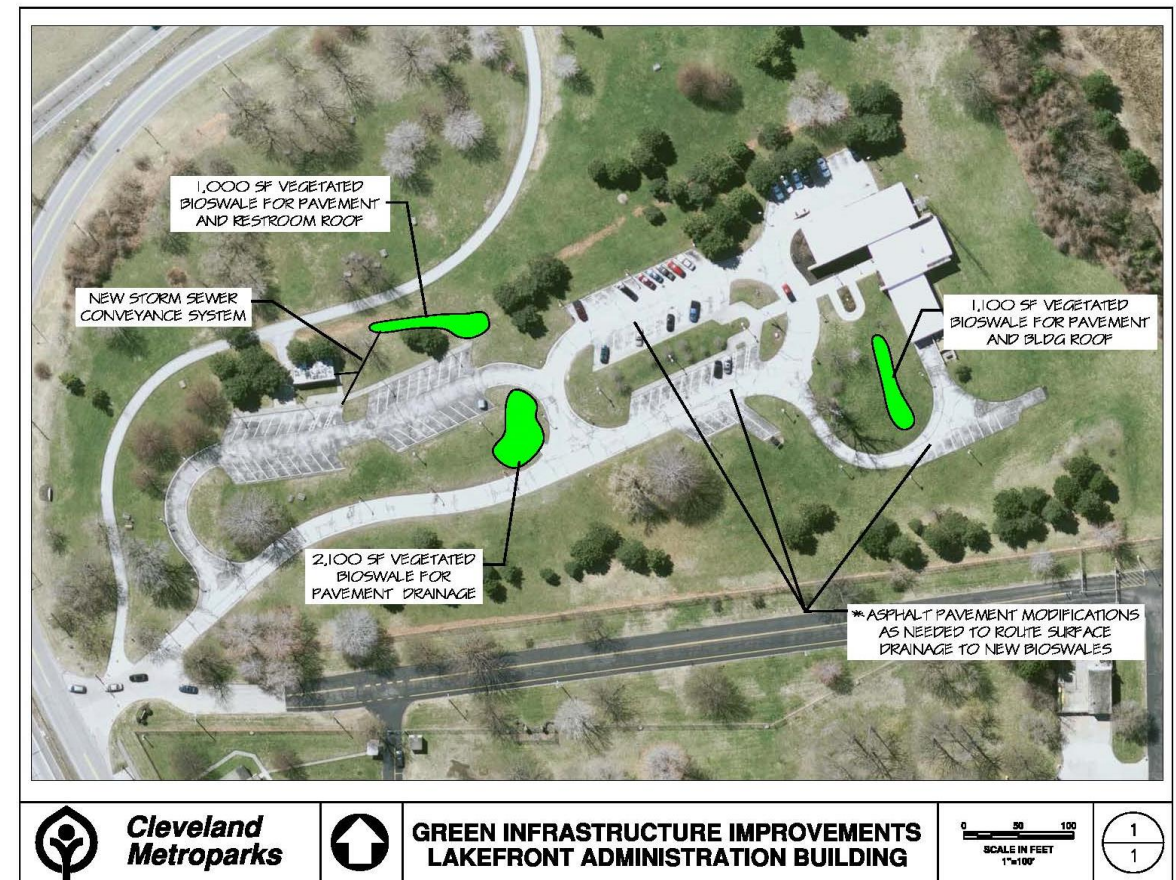 1,000 SF VEGETATED
BIOSWALE FOR PAVEMENT
AND RESTROOM ROOF
NEW STORM SEWER
CONVEYANCE SYSTEM
1,100 SF VEGETATED
BIOSWALE FOR PAVEMENT
AND BLDG ROOF
2,100 SF VEGETATED
BIOSWALE FOR
PAVEMENT DRAINAGE
*ASPHALT PAVEMENT MODIFICATIONS
AS NEEDED TO ROUTE SURFACE
DRAINAGE TO NEW BIOSWALES
Cleveland
Metroparks
GREEN INFRASTRUCTURE IMPROVEMENTS
LAKEFRONT ADMINISTRATION BUILDING
0 50 100
SCALE IN FEET
1"=100'
1
1